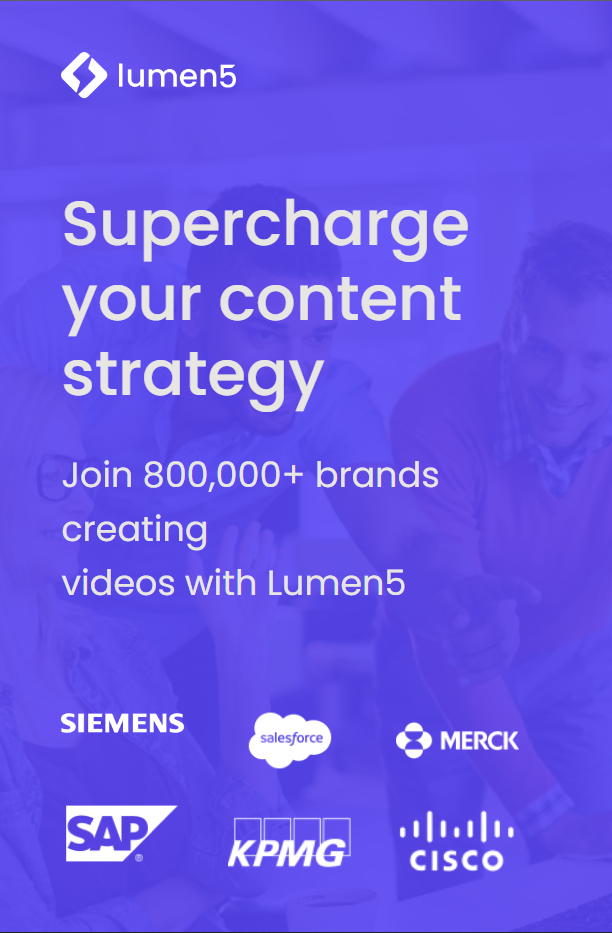 lumen5
Supercharge
your content
strategy
Join 800,000+ brands
creating
videos with Lumen5
SIEMENS
salesforce
MERCK
SAP®
KPMG
CISCO